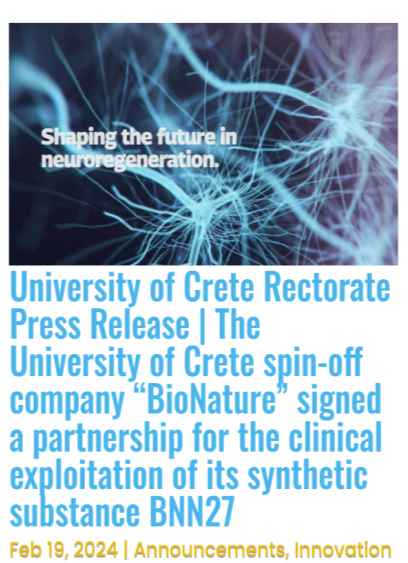 Shaping the future in
neuroregeneration.
University of Crete Rectorate
Press Release | The
University of Crete spin-off
company “BioNature” signed
a partnership for the clinical
exploitation of its synthetic
substance BNN27
Feb 19, 2024 | Announcements, Innovation